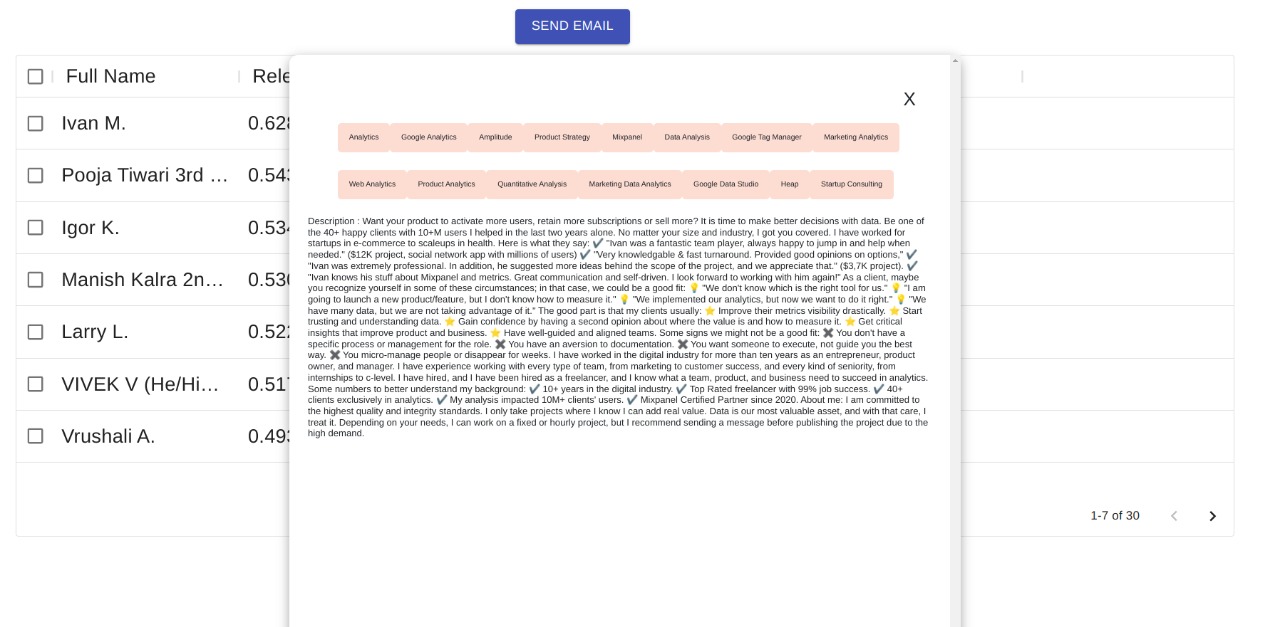 SEND EMAIL
Full Name
Rele
X
Ivan M.
0.628
Analytics Google Analytics Amplitude Product Strategy Mixpanel Data Analysis Google Tag Manager Marketing Analytics
Pooja Tiwari 3rd …
0.543
Web Analytics Product Analytics Quantitative Analysis Marketing Data Analytics Google Data Studio Heap Startup Consulting
Igor K.
0.534
Manish Kalra 2n…
0.530
Larry L.
0.522
VIVEK V (He/Hi…
0.517
Vrushali A.
0.493
Description : Want your product to activate more users, retain more subscriptions or sell more? It is time to make better decisions with data. Be one of
the 40+ happy clients with 10+M users I helped in the last two years alone. No matter your size and industry, I got you covered. I have worked for
startups in e-commerce to scaleups in health. Here is what they say: ✔ "Ivan was a fantastic team player, always happy to jump in and help when
needed." ($12K project, social network app with millions of users) ✔ "Very knowledgable & fast turnaround. Provided good opinions on options," ✔
"Ivan was extremely professional. In addition, he suggested more ideas behind the scope of the project, and we appreciate that." ($3,7K project). ✔
"Ivan knows his stuff about Mixpanel and metrics. Great communication and self-driven. I look forward to working with him again!" As a client, maybe
you recognize yourself in some of these circumstances; in that case, we could be a good fit: 💡 "We don't know which is the right tool for us." 💡 "I am
going to launch a new product/feature, but I don't know how to measure it." 💡 "We implemented our analytics, but now we want to do it right." 💡 "We
have many data, but we are not taking advantage of it." The good part is that my clients usually: ⭐ Improve their metrics visibility drastically. ⭐ Start
trusting and understanding data. ⭐ Gain confidence by having a second opinion about where the value is and how to measure it. ⭐ Get critical
insights that improve product and business. ⭐ Have well-guided and aligned teams. Some signs we might not be a good fit: ✖ You don't have a
specific process or management for the role. ✖ You have an aversion to documentation. ✖ You want someone to execute, not guide you the best
way. ✖ You micro-manage people or disappear for weeks. I have worked in the digital industry for more than ten years as an entrepreneur, product
owner, and manager. I have experience working with every type of team, from marketing to customer success, and every kind of seniority, from
internships to c-level. I have hired, and I have been hired as a freelancer, and I know what a team, product, and business need to succeed in analytics.
Some numbers to better understand my background: ✔ 10+ years in the digital industry. ✔ Top Rated freelancer with 99% job success. ✔ 40+
clients exclusively in analytics. ✔ My analysis impacted 10M+ clients' users. ✔ Mixpanel Certified Partner since 2020. About me: I am committed to
the highest quality and integrity standards. I only take projects where I know I can add real value. Data is our most valuable asset, and with that care, I
treat it. Depending on your needs, I can work on a fixed or hourly project, but I recommend sending a message before publishing the project due to the
high demand.
1-7 of 30